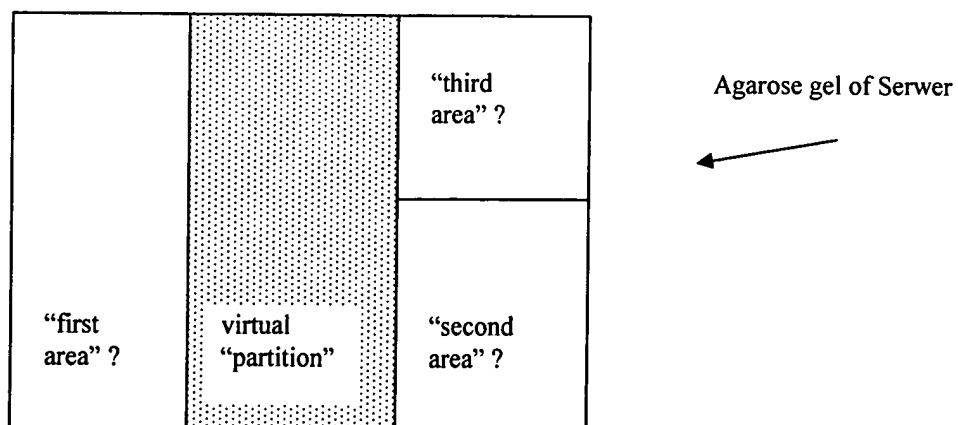 “third
area” ?
Agarose gel of Serwer
“first
area” ?
virtual
“partition”
“second
area” ?